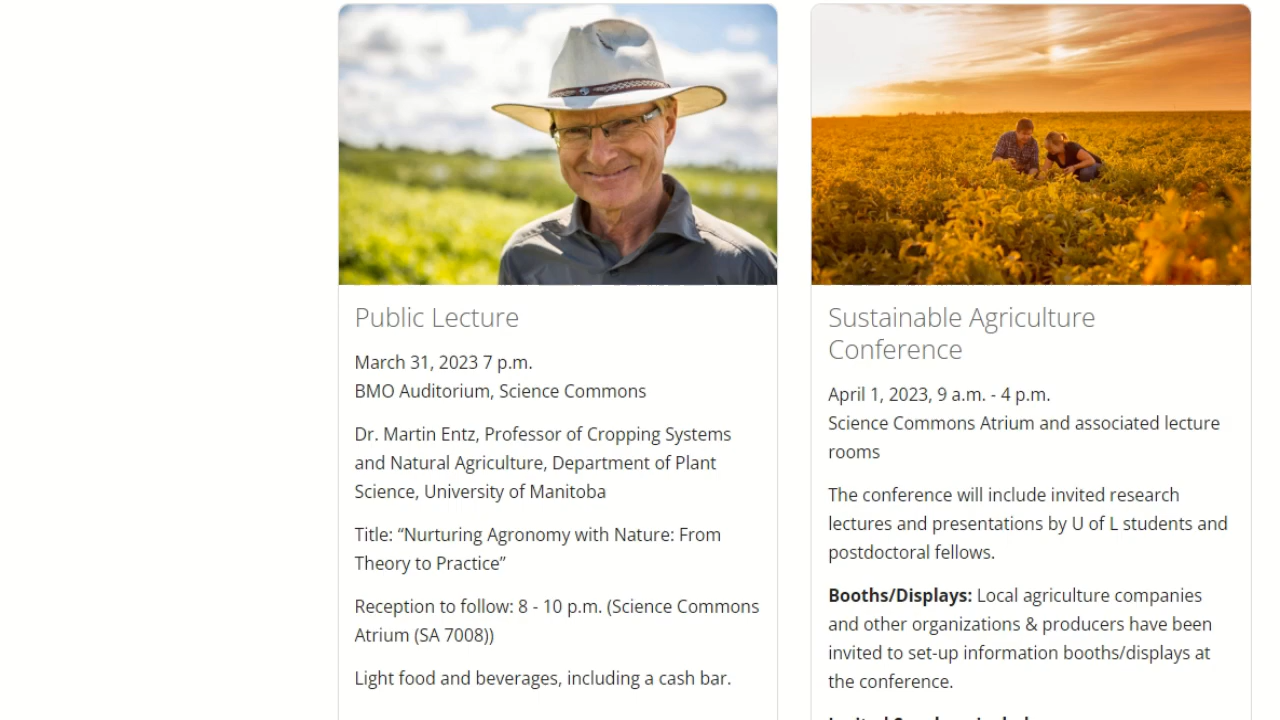 Public Lecture
March 31, 2023 7 p.m.
BMO Auditorium, Science Commons
Dr. Martin Entz, Professor of Cropping Systems
and Natural Agriculture, Department of Plant
Science, University of Manitoba
Title: “Nurturing Agronomy with Nature: From
Theory to Practice”
Reception to follow: 8 - 10 p.m. (Science Commons
Atrium (SA 7008))
Light food and beverages, including a cash bar.
Sustainable Agriculture
Conference
April 1, 2023, 9 a.m. - 4 p.m.
Science Commons Atrium and associated lecture
rooms
The conference will include invited research
lectures and presentations by U of L students and
postdoctoral fellows.
Booths/Displays: Local agriculture companies
and other organizations & producers have been
invited to set-up information booths/displays at
the conference.